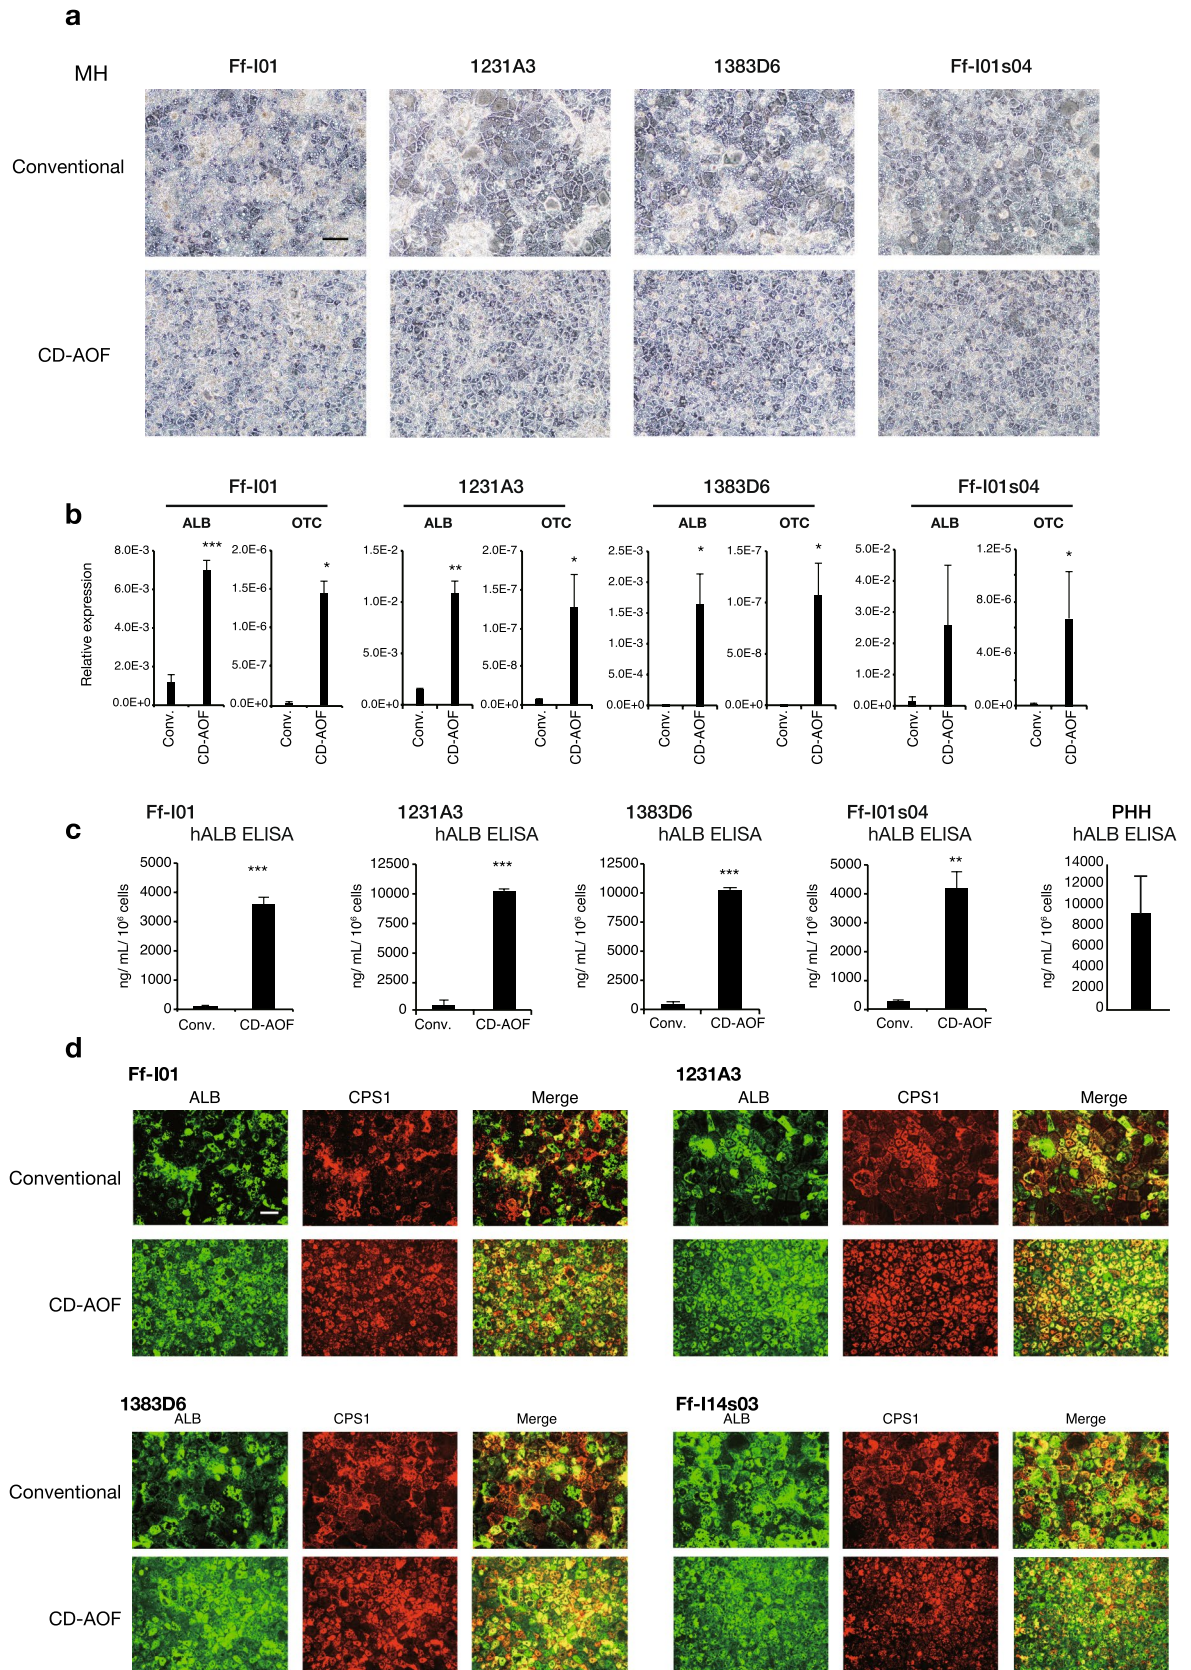 a
MH
Ff-I01 1231A3 1383D6 Ff-I01s04
Conventional
CD-AOF
b
Ff-I01 1231A3 1383D6 Ff-I01s04
ALB OTC ALB OTC ALB OTC ALB OTC
Relative expression
8.0E-3
6.0E-3
4.0E-3
2.0E-3
0.0E+0
***
Conv.
CD-AOF
2.0E-6
1.5E-6
1.0E-6
5.0E-7
0.0E+0
*
Conv.
CD-AOF
1.5E-2
1.0E-2
5.0E-3
0.0E+0
**
Conv.
CD-AOF
2.0E-7
1.5E-7
1.0E-7
5.0E-8
0.0E+0
*
Conv.
CD-AOF
2.5E-3
2.0E-3
1.5E-3
1.0E-3
5.0E-4
0.0E+0
*
Conv.
CD-AOF
1.5E-7
1.0E-7
5.0E-8
0.0E+0
*
Conv.
CD-AOF
5.0E-2
4.0E-2
3.0E-2
2.0E-2
1.0E-2
0.0E+0
Conv.
CD-AOF
1.2E-5
8.0E-6
4.0E-6
0.0E+0
*
Conv.
CD-AOF
c
Ff-I01
hALB ELISA
ng/ mL/ 10⁶ cells
5000
4000
3000
2000
1000
0
***
Conv. CD-AOF
1231A3
hALB ELISA
ng/ mL/ 10⁶ cells
12500
10000
7500
5000
2500
0
***
Conv. CD-AOF
1383D6
hALB ELISA
ng/ mL/ 10⁶ cells
12500
10000
7500
5000
2500
0
***
Conv. CD-AOF
Ff-I01s04
hALB ELISA
ng/ mL/ 10⁶ cells
5000
4000
3000
2000
1000
0
**
Conv. CD-AOF
PHH
hALB ELISA
ng/ mL/ 10⁶ cells
14000
12000
10000
8000
6000
4000
2000
0
d
Ff-I01 1231A3
ALB CPS1 Merge ALB CPS1 Merge
Conventional
CD-AOF
1383D6 Ff-I14s03
ALB CPS1 Merge ALB CPS1 Merge
Conventional
CD-AOF